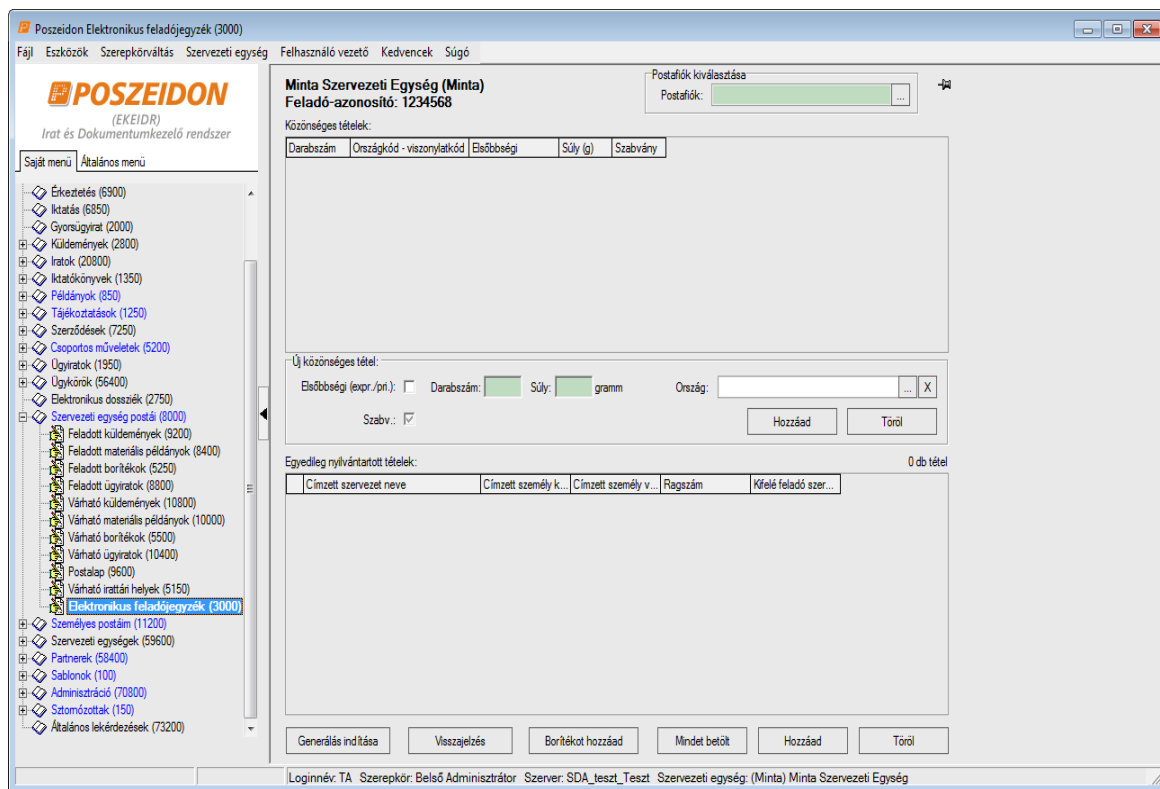 Poszeidon Elektronikus feladójegyzék (3000)
Fájl Eszközök Szerepkörváltás Szervezeti egység Felhasználó vezető Kedvencek Súgó
POSZEIDON
(EKEIDR)
Irat és Dokumentumkezelő rendszer
Saját menü Általános menü
Érkeztetés (6900)
Iktatás (6850)
Gyorsügyirat (2000)
Küldemények (2800)
Iratok (20800)
Iktatókönyvek (1350)
Példányok (850)
Tájékoztatások (1250)
Szerződések (7250)
Csoportos műveletek (5200)
Ügyiratok (1950)
Ügykörök (56400)
Elektronikus dossziék (2750)
Szervezeti egység postái (8000)
Feladott küldemények (9200)
Feladott materiális példányok (8400)
Feladott borítékok (5250)
Feladott ügyiratok (8800)
Várható küldemények (10800)
Várható materiális példányok (10000)
Várható borítékok (5500)
Várható ügyiratok (10400)
Postalap (9600)
Várható irattári helyek (5150)
Elektronikus feladójegyzék (3000)
Személyes postáim (11200)
Szervezeti egységek (59600)
Partnerek (58400)
Sablonok (100)
Adminisztráció (70800)
Sztornózottak (150)
Általános lekérdezések (73200)
Minta Szervezeti Egység (Minta)
Feladó-azonosító: 1234568
Postafiók kiválasztása
Postafiók: ...
Közönséges tételek:
Darabszám Országkód - viszonylatkód Elsőbbségi Súly (g) Szabvány
Új közönséges tétel:
Elsőbbségi (expr./pri.): Darabszám: Súly: gramm Ország: ... X
Szabv.: Hozzáad Töröl
Egyedileg nyilvántartott tételek: 0 db tétel
Címzett szervezet neve Címzett személy k... Címzett személy v... Ragszám Kifelé feladó szer...
Generálás indítása Visszajelzés Borítékot hozzáad Mindet betölt Hozzáad Töröl
Loginnév: TA Szerepkör: Belső Adminisztrátor Szerver: SDA_teszt_Teszt Szervezeti egység: (Minta) Minta Szervezeti Egység